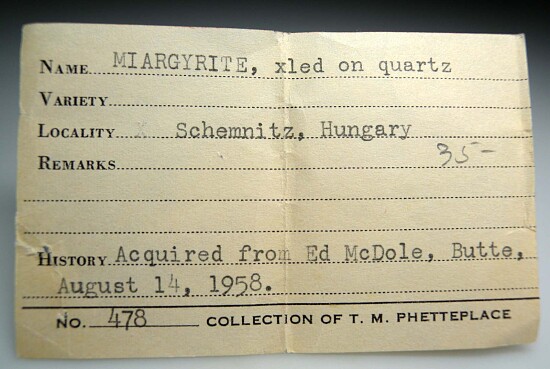 NAME MIARGYRITE, xled on quartz
VARIETY
LOCALITY X Schemnitz, Hungary
REMARKS 35-
HISTORY Acquired from Ed McDole, Butte,
August 14, 1958.
NO. 478 COLLECTION OF T. M. PHETTEPLACE